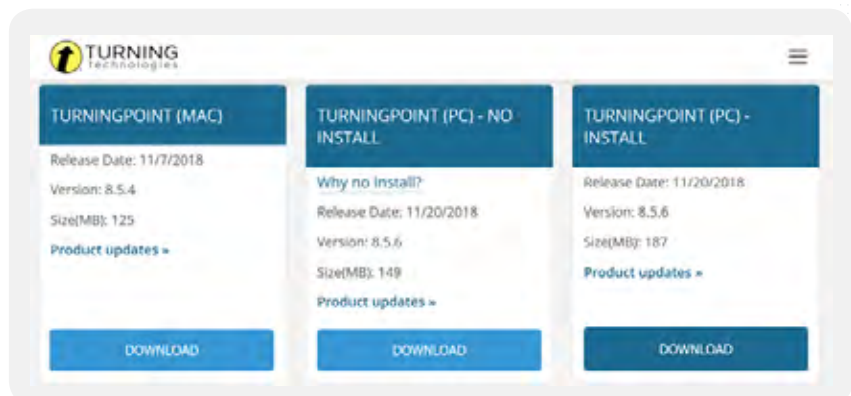 TURNING
Technologies
TURNINGPOINT (MAC)
Release Date: 11/7/2018
Version: 8.5.4
Size(MB): 125
Product updates »
DOWNLOAD
TURNINGPOINT (PC) - NO
INSTALL
Why no Install?
Release Date: 11/20/2018
Version: 8.5.6
Size(MB): 149
Product updates »
DOWNLOAD
TURNINGPOINT (PC) -
INSTALL
Release Date: 11/20/2018
Version: 8.5.6
Size(MB): 187
Product updates »
DOWNLOAD